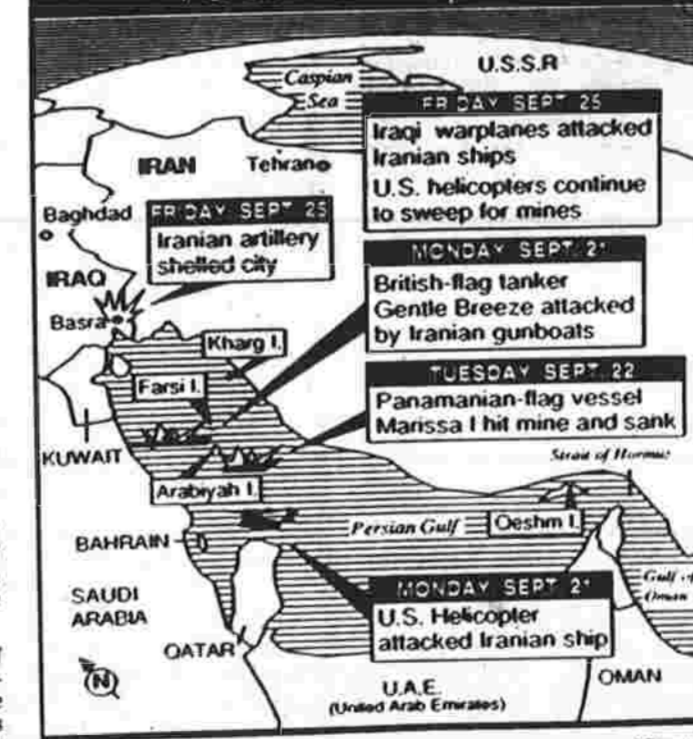 U.S.S.R
Caspian
Sea
FRIDAY SEPT 25
Iraqi warplanes attacked
Iranian ships
U.S. helicopters continue
to sweep for mines
IRAN
Tehran
Baghdad
FRIDAY SEPT 25
Iranian artillery
shelled city
IRAQ
Basra
MONDAY SEPT 21
British-flag tanker
Gentle Breeze attacked
by Iranian gunboats
Kharg I.
Farsi I.
TUESDAY SEPT. 22
Panamanian-flag vessel
Marissa I hit mine and sank
KUWAIT
Strait of Hormuz
Arabiyah I.
Persian Gulf
Oeshm I.
BAHRAIN
Gulf of
Oman
MONDAY SEPT 21
U.S. Helicopter
attacked Iranian ship
SAUDI
ARABIA
QATAR
N
U.A.E.
(United Arab Emirates)
OMAN